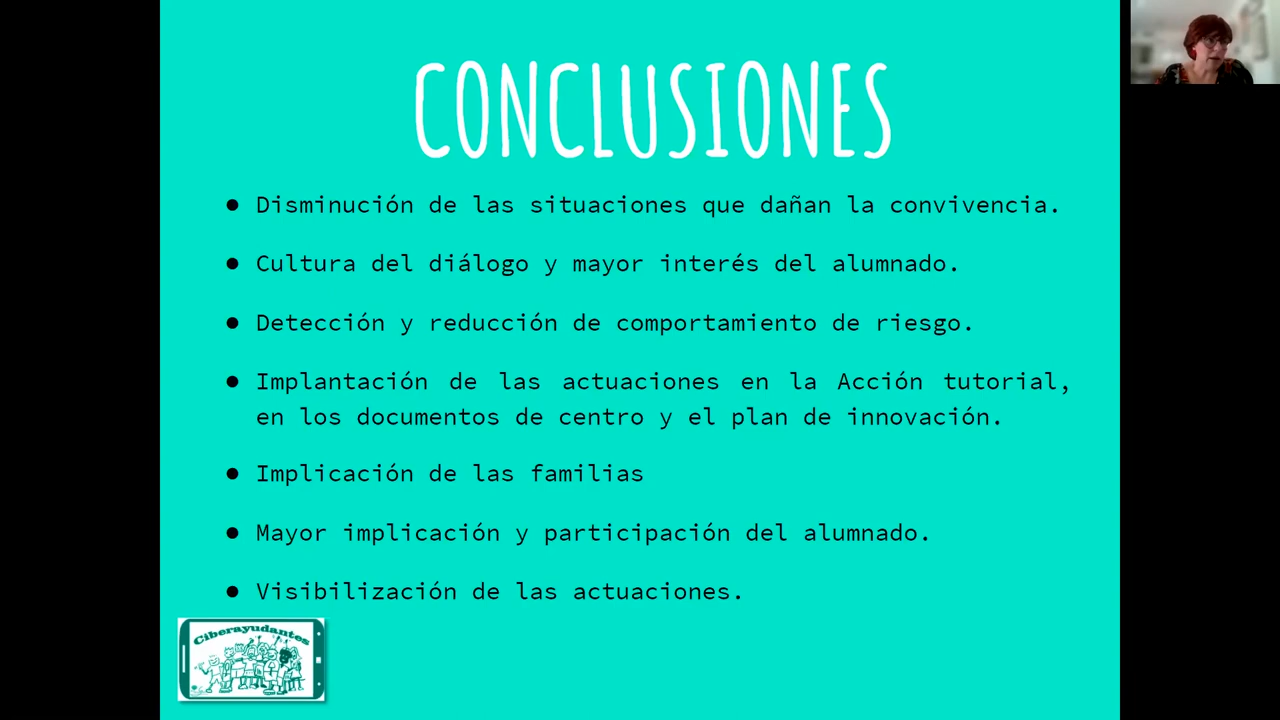 CONCLUSIONES
● Disminución de las situaciones que dañan la convivencia.
● Cultura del diálogo y mayor interés del alumnado.
● Detección y reducción de comportamiento de riesgo.
● Implantación de las actuaciones en la Acción tutorial,
en los documentos de centro y el plan de innovación.
● Implicación de las familias
● Mayor implicación y participación del alumnado.
● Visibilización de las actuaciones.
Ciberayudantes